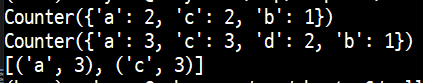 Counter({'a': 2, 'c': 2, 'b': 1})
Counter({'a': 3, 'c': 3, 'd': 2, 'b': 1})
[('a', 3), ('c', 3)]